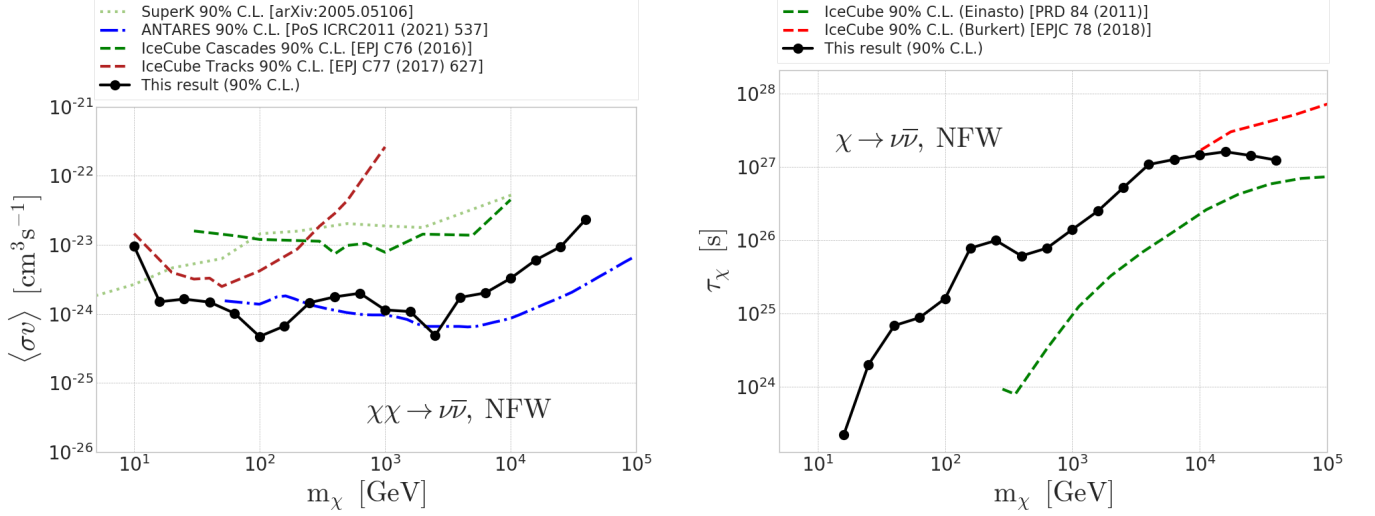 SuperK 90% C.L. [arXiv:2005.05106]
ANTARES 90% C.L. [PoS ICRC2011 (2021) 537]
IceCube Cascades 90% C.L. [EPJ C76 (2016)]
IceCube Tracks 90% C.L. [EPJ C77 (2017) 627]
This result (90% C.L.)
10^-21
10^-22
10^-23
10^-24
10^-25
10^-26
⟨σv⟩ [cm³ s⁻¹]
χχ → νν̅, NFW
10^1 10^2 10^3 10^4 10^5
m_χ [GeV]
IceCube 90% C.L. (Einasto) [PRD 84 (2011)]
IceCube 90% C.L. (Burkert) [EPJC 78 (2018)]
This result (90% C.L.)
10^28
10^27
10^26
10^25
10^24
τ_χ [s]
χ → νν̅, NFW
10^1 10^2 10^3 10^4 10^5
m_χ [GeV]